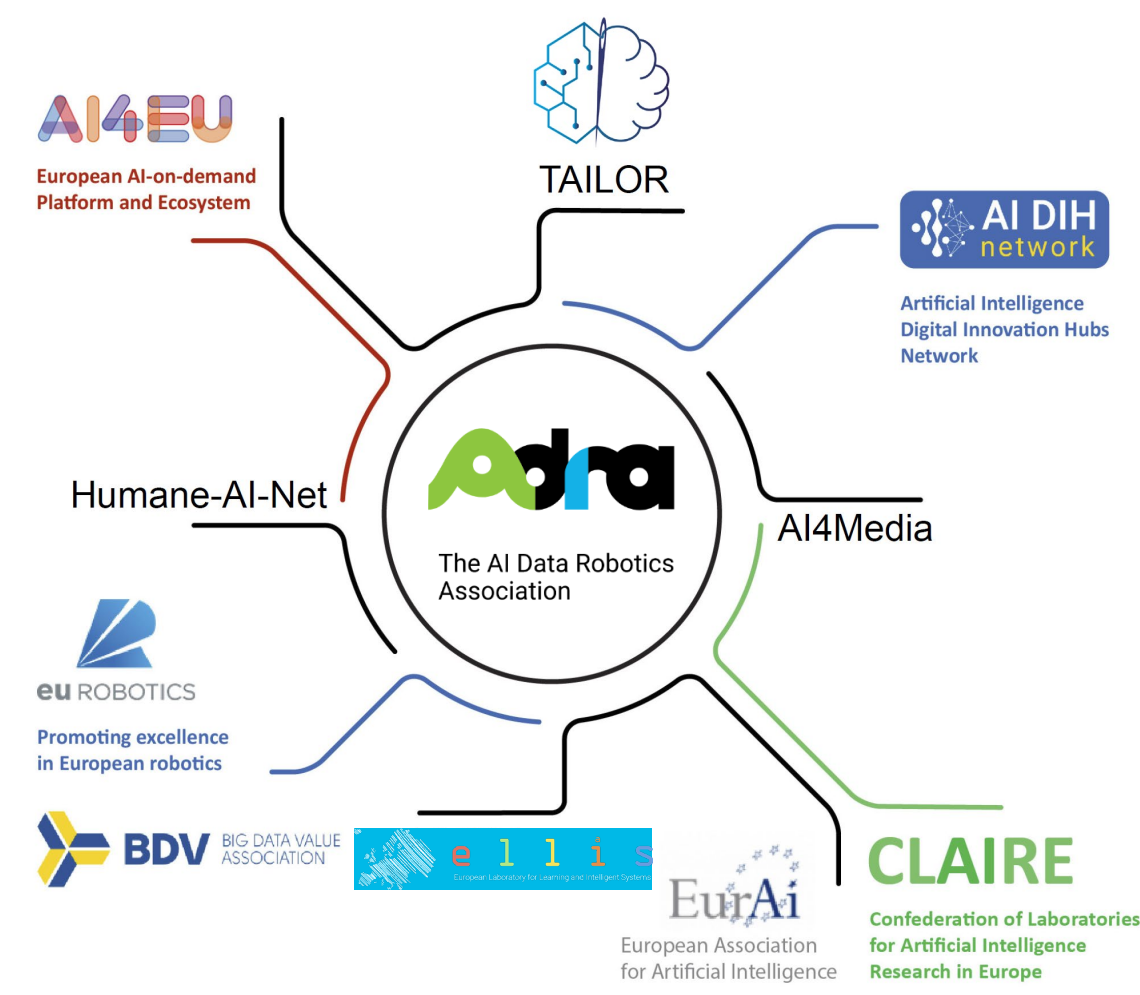 AI4EU
European AI-on-demand
Platform and Ecosystem
TAILOR
AI DIH
network
Artificial Intelligence
Digital Innovation Hubs
Network
Humane-AI-Net
Adra
The AI Data Robotics
Association
AI4Media
eu ROBOTICS
Promoting excellence
in European robotics
BDV
BIG DATA VALUE
ASSOCIATION
ellis
European Laboratory for Learning and Intelligent Systems
EurAi
European Association
for Artificial Intelligence
CLAIRE
Confederation of Laboratories
for Artificial Intelligence
Research in Europe